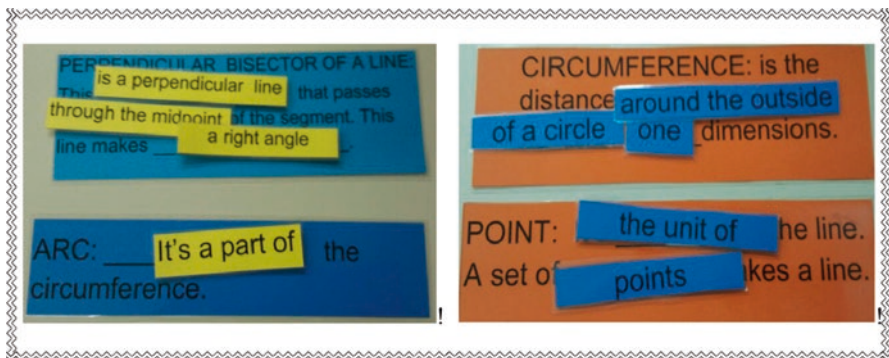 PERPENDICULAR BISECTOR OF A LINE:
This is a perpendicular line that passes
through the midpoint of the segment. This
line makes a right angle
ARC: ____It's a part of the
circumference.
!
CIRCUMFERENCE: is the
distance around the outside
of a circle one dimensions.
POINT: the unit of he line.
A set of points kes a line.
!